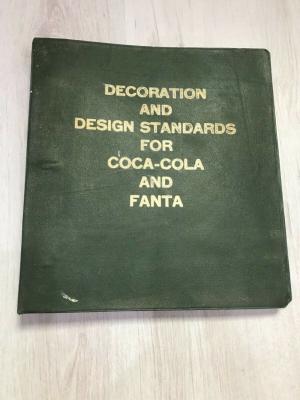 DECORATION
AND
DESIGN STANDARDS
FOR
COCA-COLA
AND
FANTA